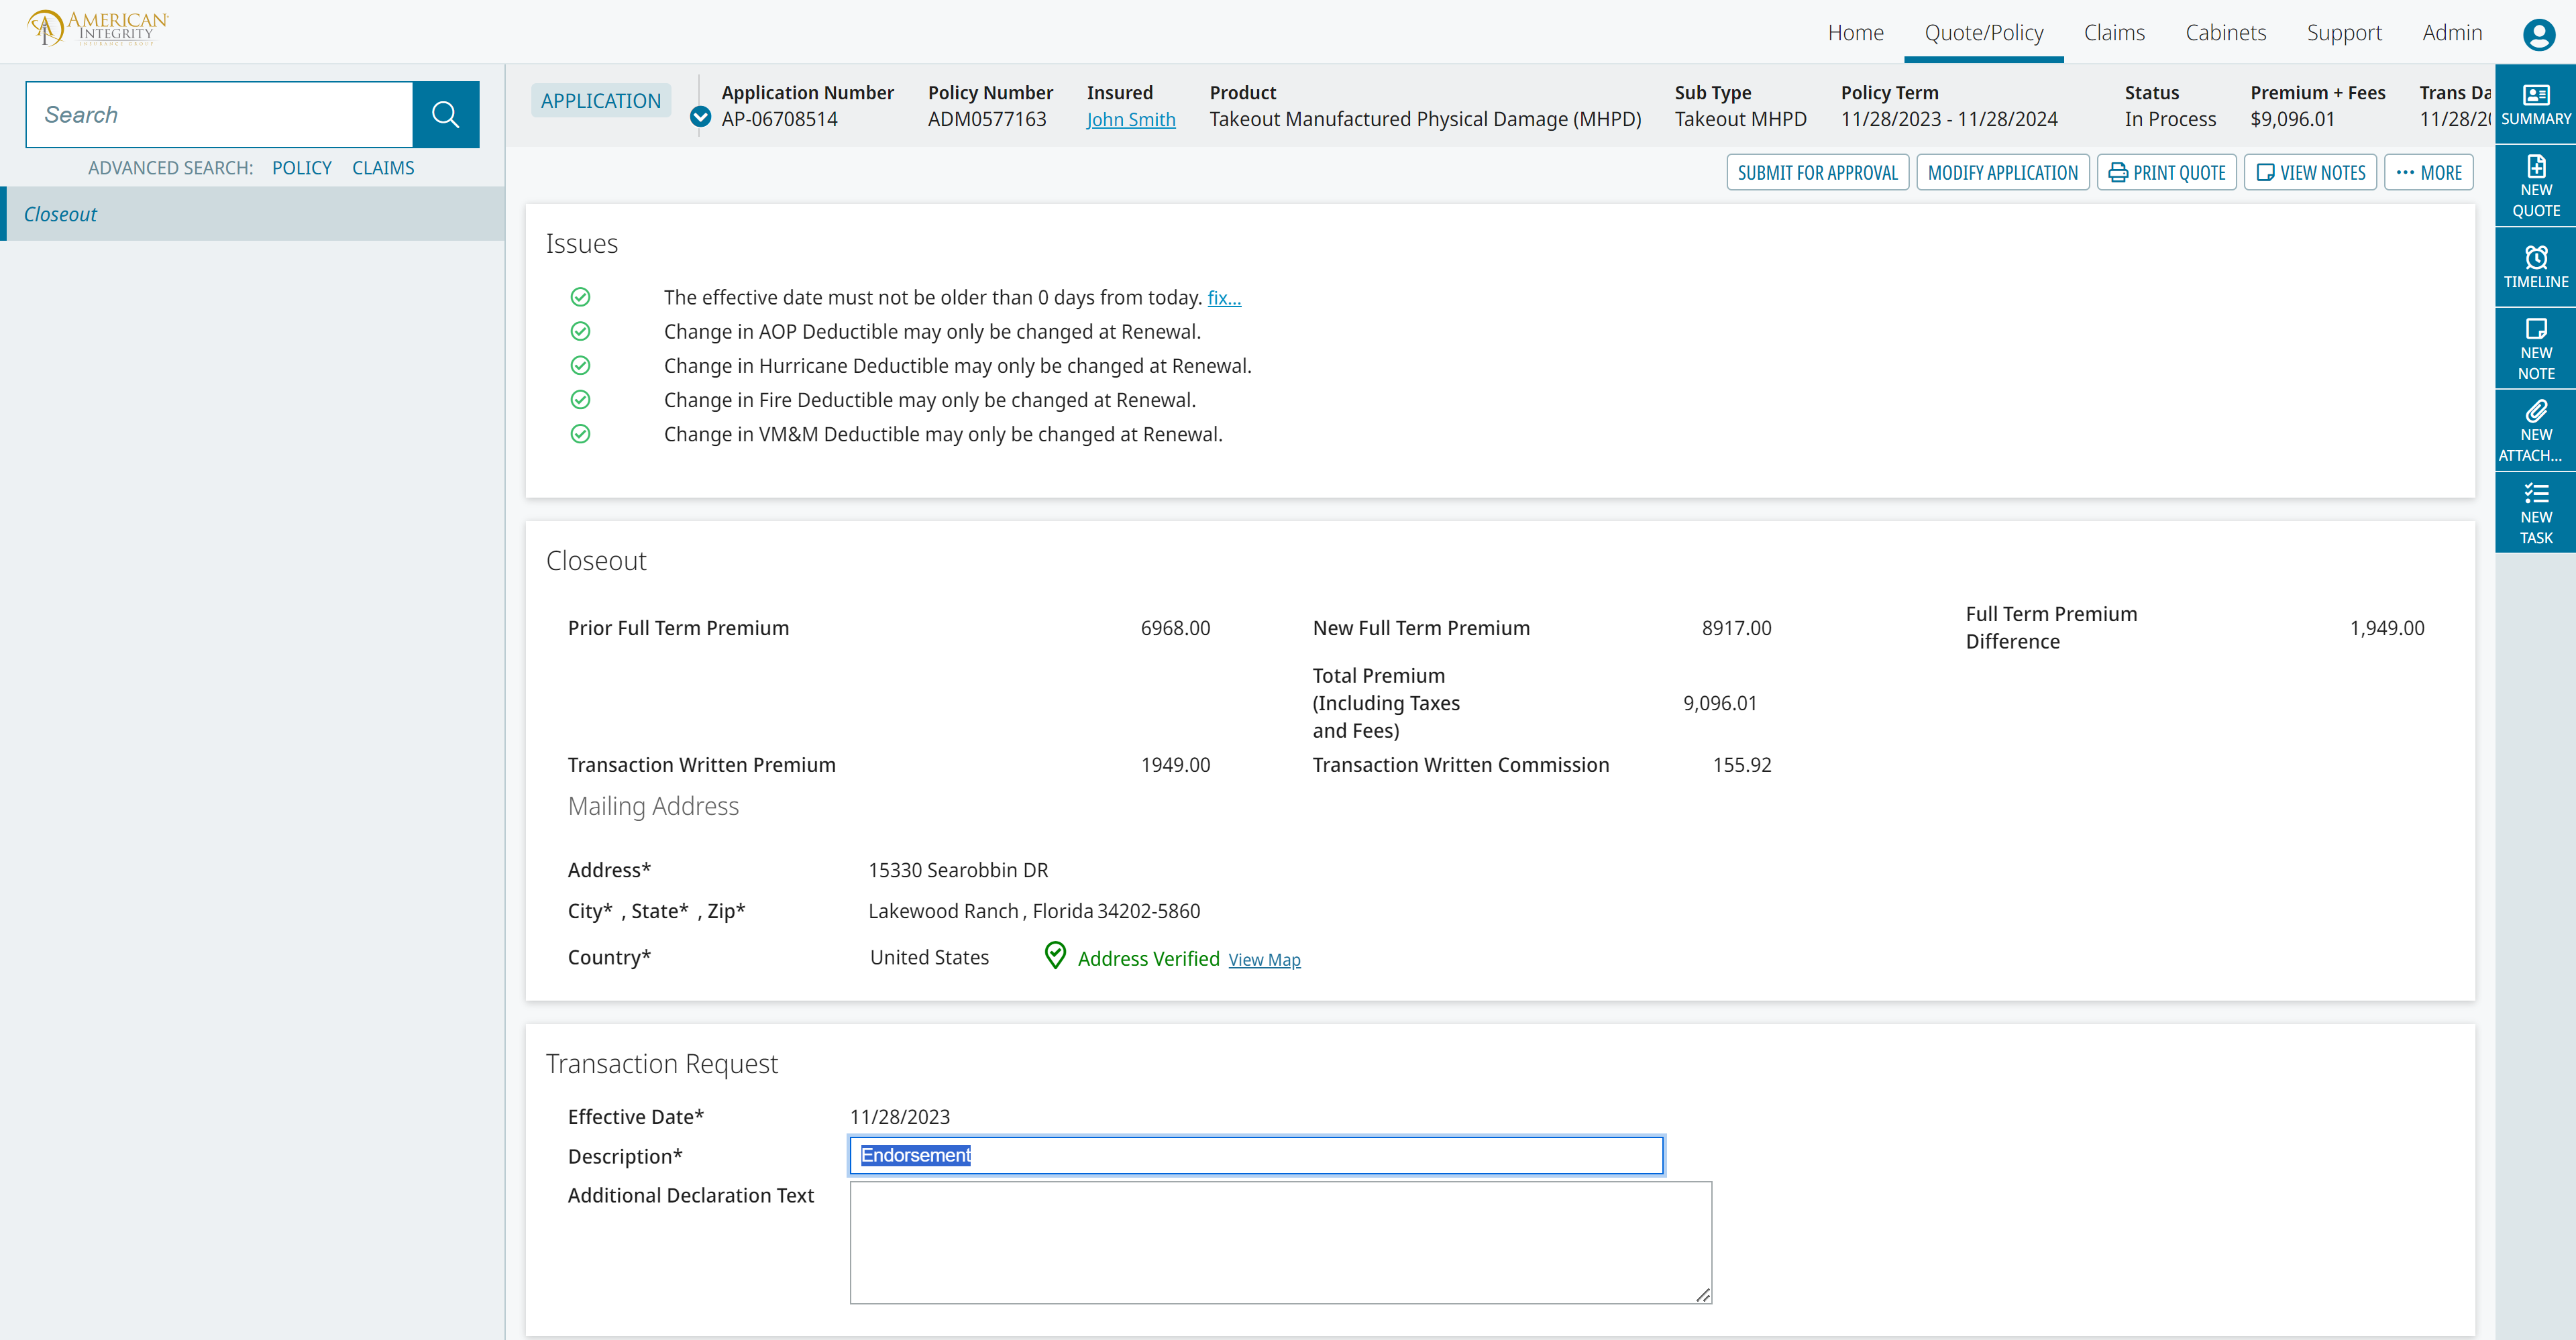 AMERICAN
INTEGRITY
INSURANCE GROUP
Home
Quote/Policy
Claims
Cabinets
Support
Admin
Search
ADVANCED SEARCH: POLICY CLAIMS
Closeout
APPLICATION
Application Number
AP-06708514
Policy Number
ADM0577163
Insured
John Smith
Product
Takeout Manufactured Physical Damage (MHPD)
Sub Type
Takeout MHPD
Policy Term
11/28/2023 - 11/28/2024
Status
In Process
Premium + Fees
$9,096.01
Trans Da
11/28/20
SUBMIT FOR APPROVAL
MODIFY APPLICATION
PRINT QUOTE
VIEW NOTES
MORE
SUMMARY
NEW
QUOTE
TIMELINE
NEW
NOTE
NEW
ATTACH...
NEW
TASK
Issues
The effective date must not be older than 0 days from today. fix...
Change in AOP Deductible may only be changed at Renewal.
Change in Hurricane Deductible may only be changed at Renewal.
Change in Fire Deductible may only be changed at Renewal.
Change in VM&M Deductible may only be changed at Renewal.
Closeout
Prior Full Term Premium 6968.00
New Full Term Premium 8917.00
Full Term Premium
Difference
1,949.00
Total Premium
(Including Taxes
and Fees)
9,096.01
Transaction Written Premium 1949.00
Transaction Written Commission 155.92
Mailing Address
Address* 15330 Searobbin DR
City* , State* , Zip* Lakewood Ranch , Florida 34202-5860
Country* United States Address Verified View Map
Transaction Request
Effective Date* 11/28/2023
Description* Endorsement
Additional Declaration Text